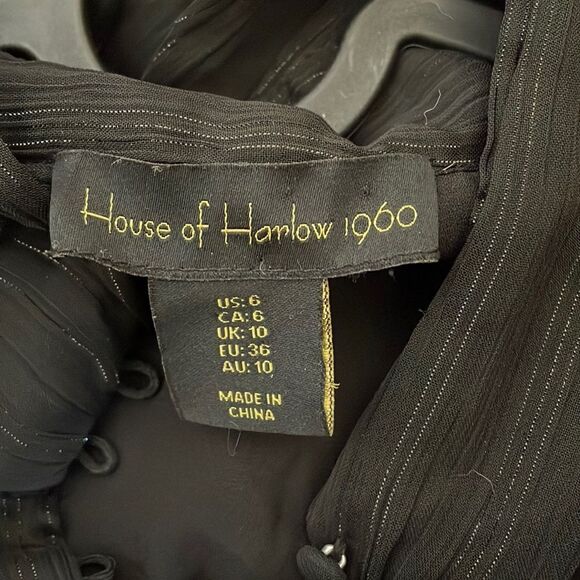 House of Harlow 1960
US: 6
CA: 6
UK: 10
EU: 36
AU: 10
MADE IN
CHINA